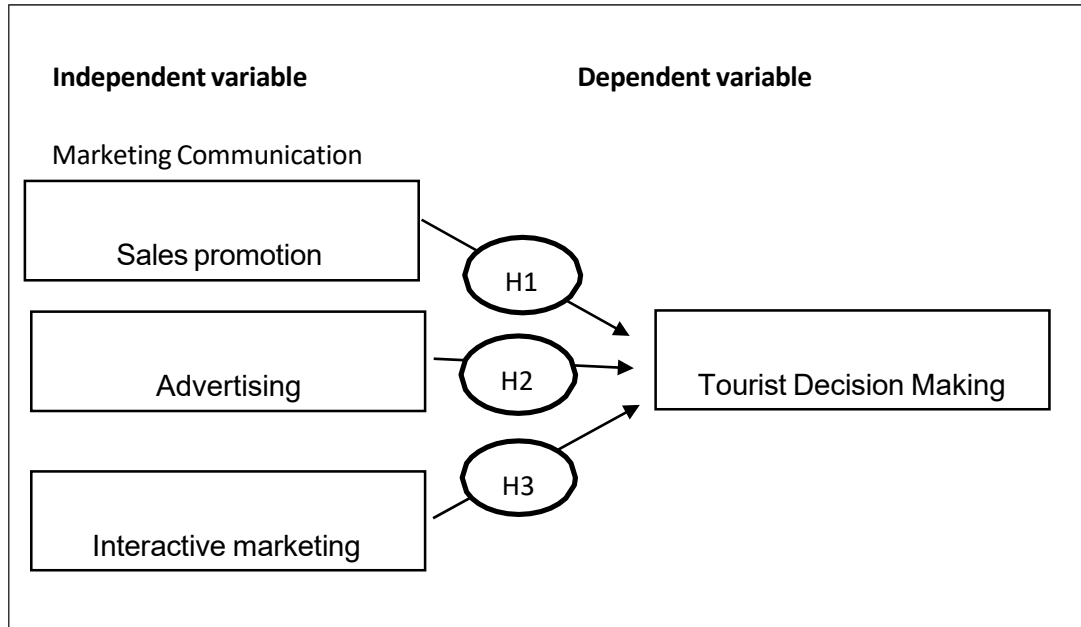 Independent variable
Dependent variable
Marketing Communication
Sales promotion
H1
Advertising
H2
Tourist Decision Making
Interactive marketing
H3